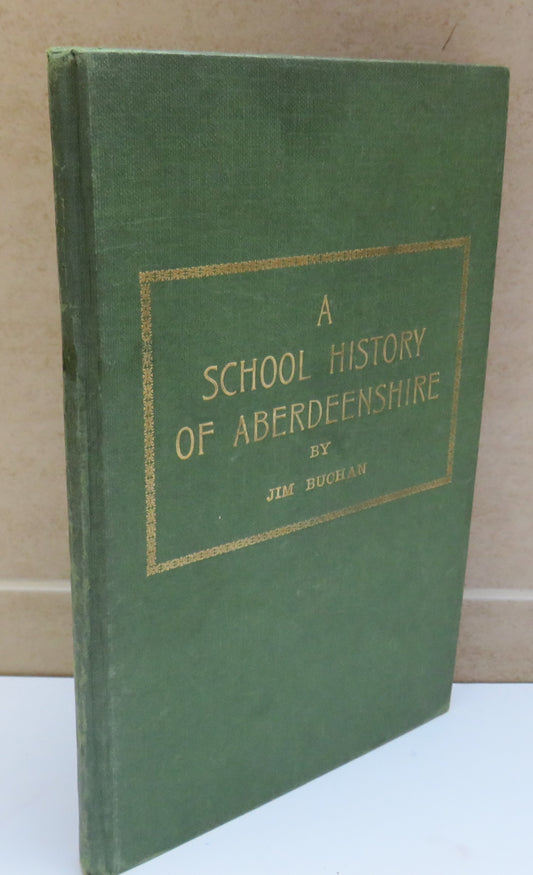 A
SCHOOL HISTORY
OF ABERDEENSHIRE
BY
JIM BUCHAN